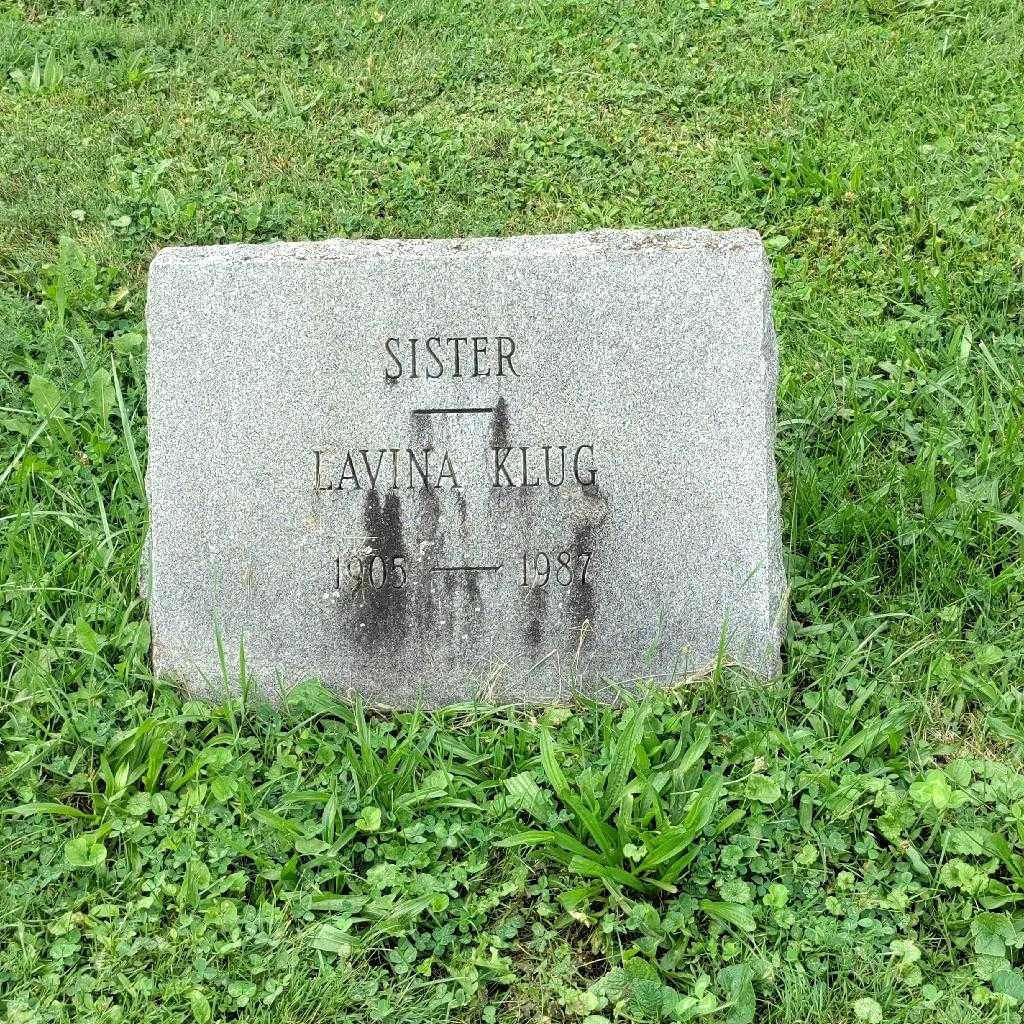 SISTER
LAVINA KLUG
1905 — 1987